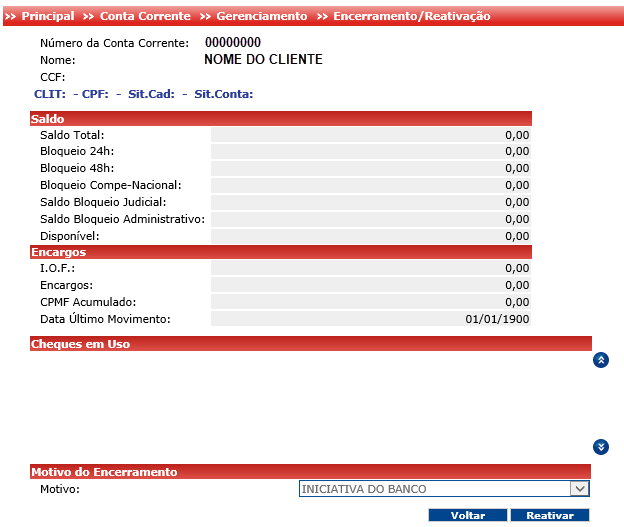 >> Principal >> Conta Corrente >> Gerenciamento >> Encerramento/Reativação
Número da Conta Corrente: 00000000
Nome: NOME DO CLIENTE
CCF:
CLIT: - CPF: - Sit.Cad: - Sit.Conta:
Saldo
Saldo Total: 0,00
Bloqueio 24h: 0,00
Bloqueio 48h: 0,00
Bloqueio Compe-Nacional: 0,00
Saldo Bloqueio Judicial: 0,00
Saldo Bloqueio Administrativo: 0,00
Disponível: 0,00
Encargos
I.O.F.: 0,00
Encargos: 0,00
CPMF Acumulado: 0,00
Data Último Movimento: 01/01/1900
Cheques em Uso
Motivo do Encerramento
Motivo: INICIATIVA DO BANCO
Voltar Reativar